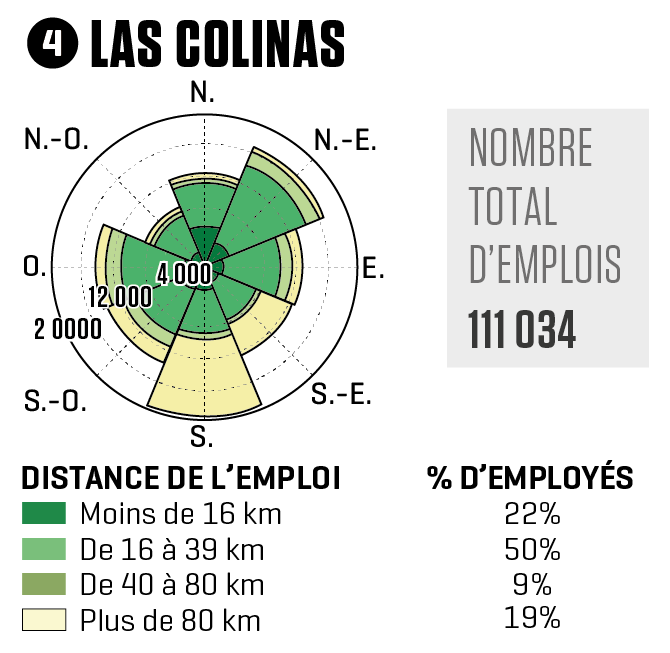 4 LAS COLINAS
N.
N.-O.
N.-E.
O.
E.
4 000
12 000
2 0000
S.-O.
S.-E.
S.
NOMBRE
TOTAL
D'EMPLOIS
111 034
DISTANCE DE L'EMPLOI % D'EMPLOYÉS
Moins de 16 km 22%
De 16 à 39 km 50%
De 40 à 80 km 9%
Plus de 80 km 19%